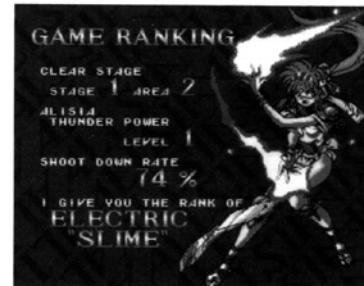 GAME RANKING
CLEAR STAGE
STAGE 1 AREA 2
ALISIA
THUNDER POWER
LEVEL 1
SHOOT DOWN RATE
74 %
I GIVE YOU THE RANK OF
ELECTRIC
"SLIME"